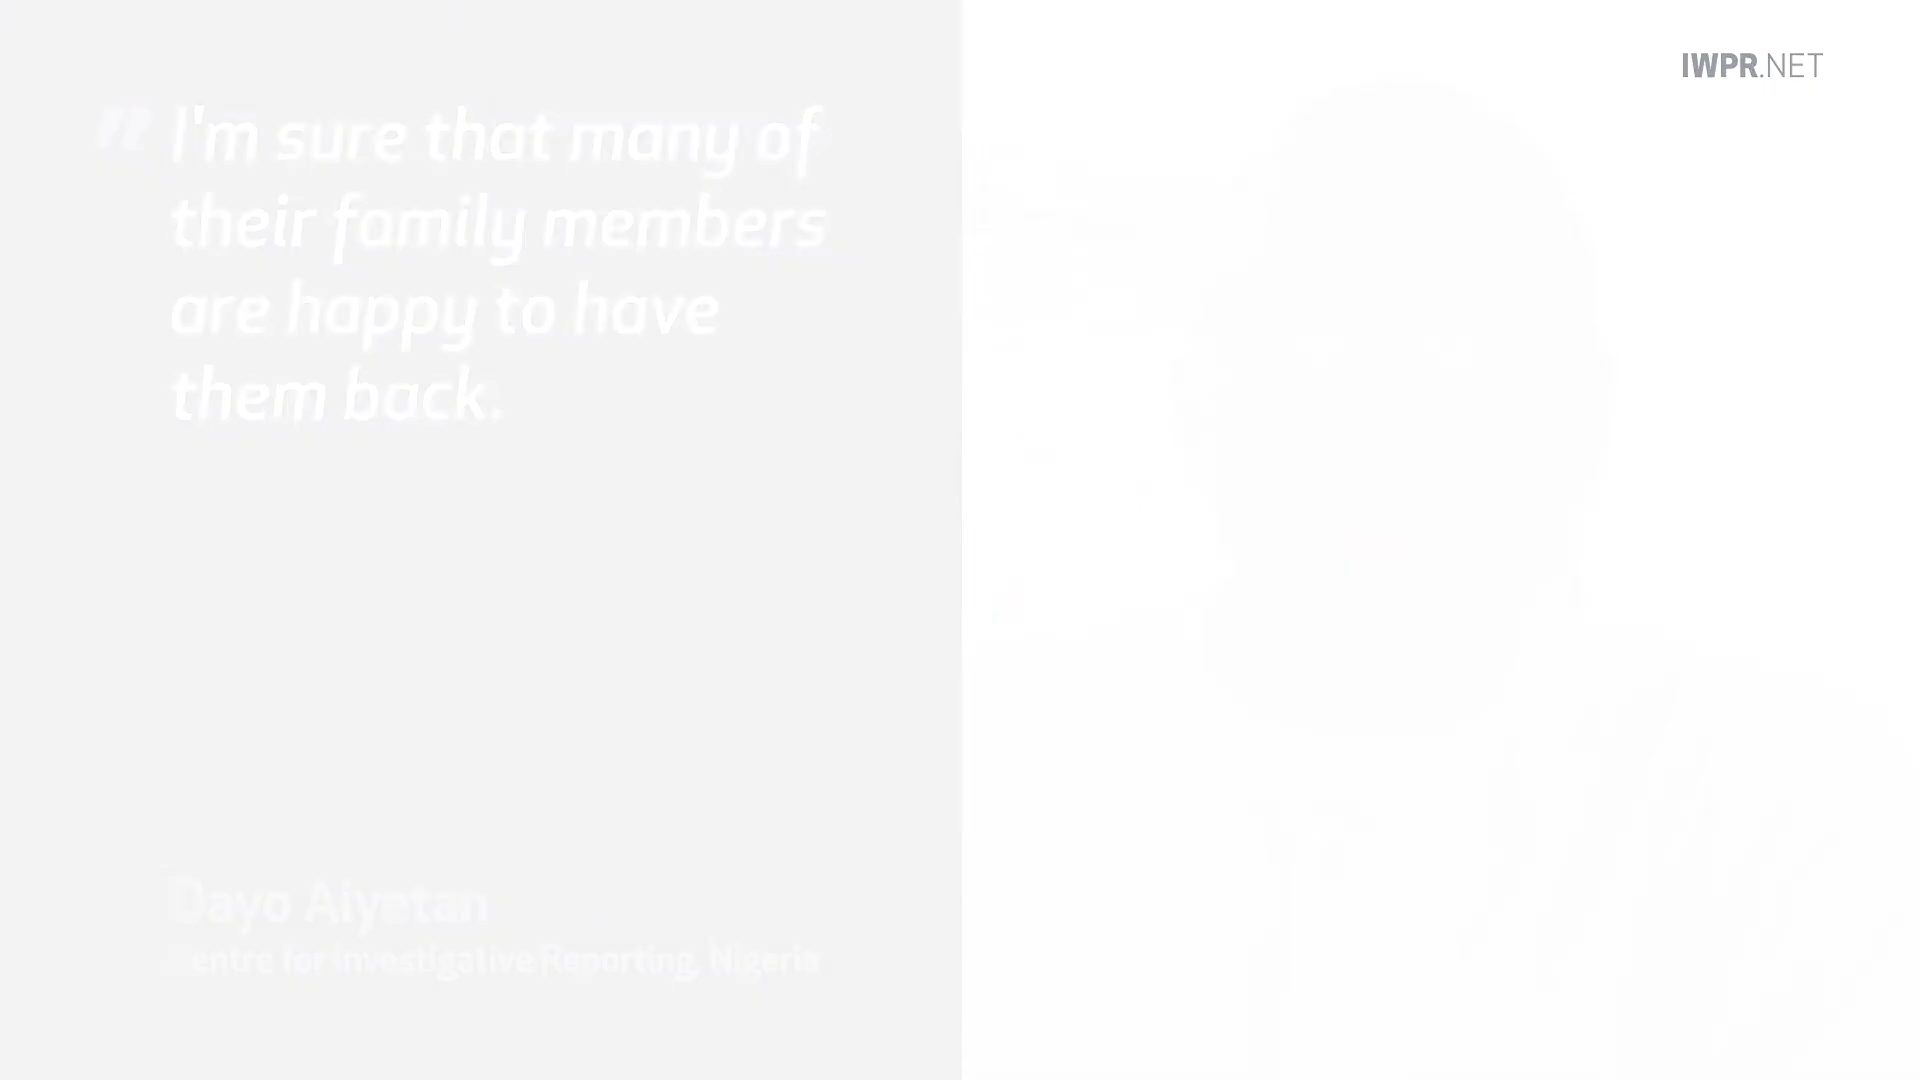 IWPR.NET
" I'm sure that many of
their family members
are happy to have
them back.
Dayo Aiyetan
Centre for Investigative Reporting, Nigeria